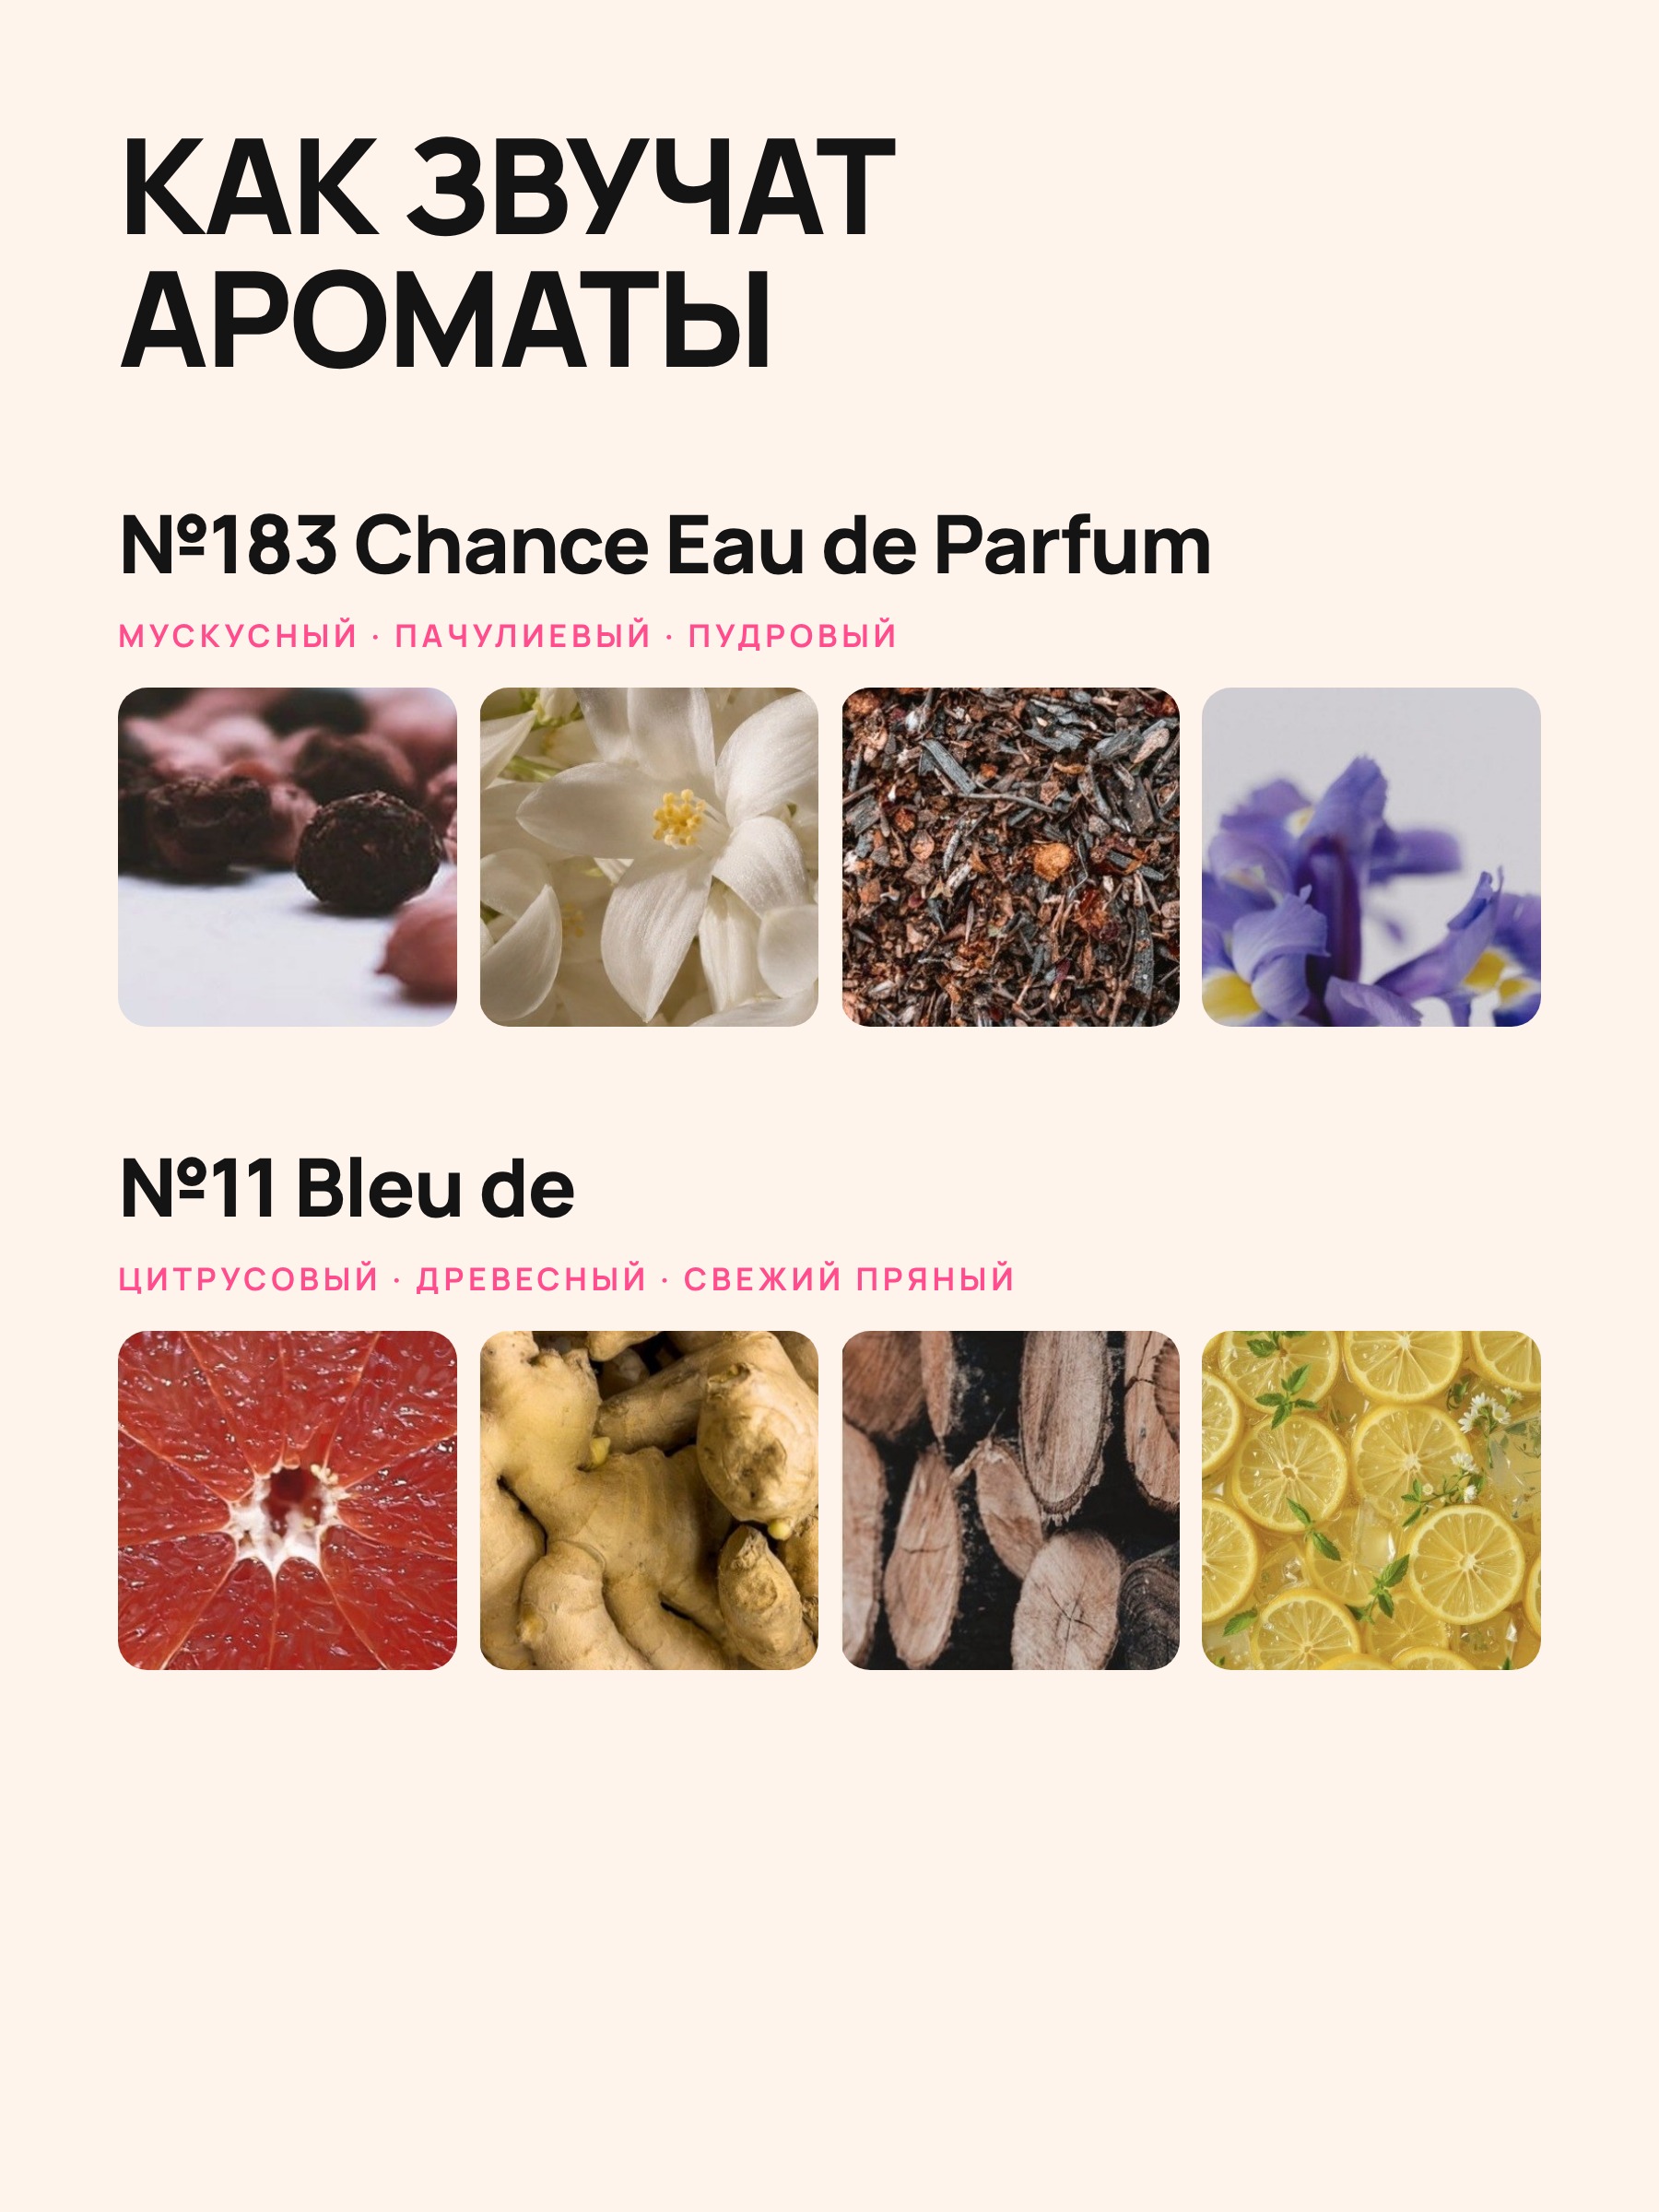 КАК ЗВУЧАТ
АРОМАТЫ
№183 Chance Eau de Parfum
МУСКУСНЫЙ · ПАЧУЛИЕВЫЙ · ПУДРОВЫЙ
№11 Bleu de
ЦИТРУСОВЫЙ · ДРЕВЕСНЫЙ · СВЕЖИЙ ПРЯНЫЙ